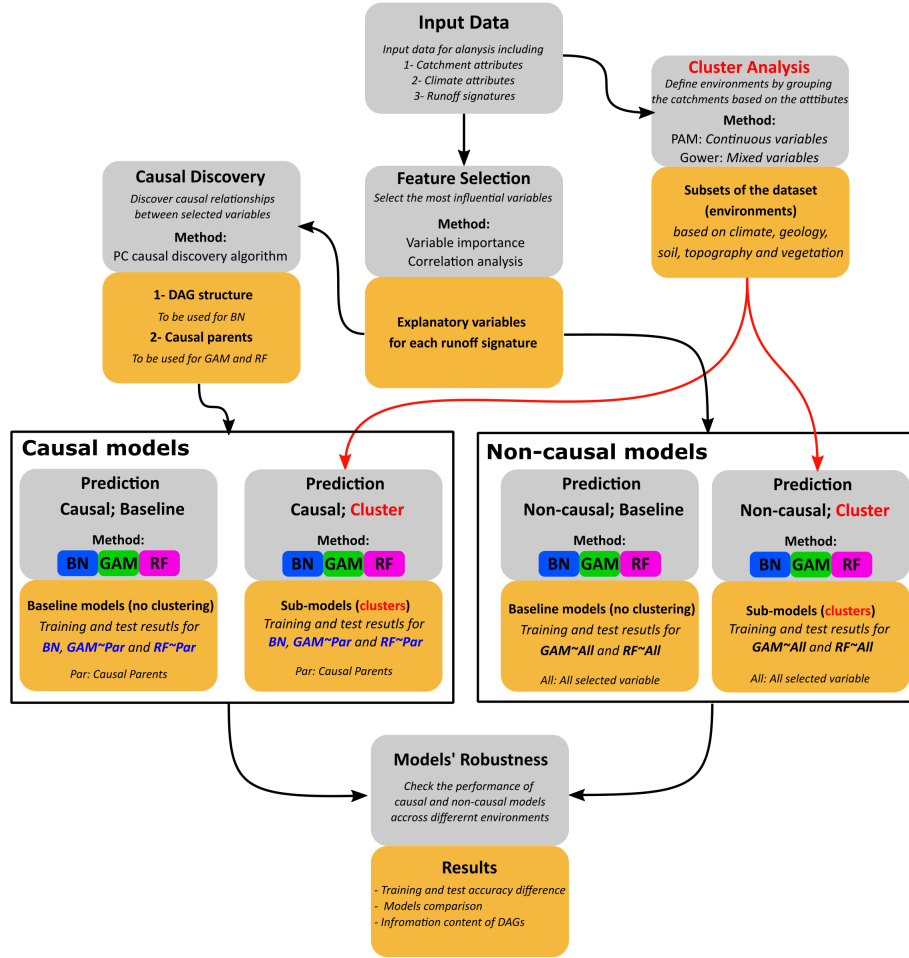 Input Data
Input data for alanysis including
1- Catchment attributes
2- Climate attributes
3- Runoff signatures
Cluster Analysis
Define environments by grouping
the catchments based on the attibutes
Method:
PAM: Continuous variables
Gower: Mixed variables
Subsets of the dataset
(environments)
based on climate, geology,
soil, topography and vegetation
Feature Selection
Select the most influential variables
Method:
Variable importance
Correlation analysis
Explanatory variables
for each runoff signature
Causal Discovery
Discover causal relationships
between selected variables
Method:
PC causal discovery algorithm
1- DAG structure
To be used for BN
2- Causal parents
To be used for GAM and RF
Causal models
Prediction
Causal; Baseline
Method:
BN GAM RF
Baseline models (no clustering)
Training and test resutls for
BN, GAM~Par and RF~Par
Par: Causal Parents
Prediction
Causal; Cluster
Method:
BN GAM RF
Sub-models (clusters)
Training and test resutls for
BN, GAM~Par and RF~Par
Par: Causal Parents
Non-causal models
Prediction
Non-causal; Baseline
Method:
BN GAM RF
Baseline models (no clustering)
Training and test resutls for
GAM~All and RF~All
All: All selected variable
Prediction
Non-causal; Cluster
Method:
BN GAM RF
Sub-models (clusters)
Training and test resutls for
GAM~All and RF~All
All: All selected variable
Models' Robustness
Check the performance of
causal and non-causal models
accross differernt environments
Results
- Training and test accuracy difference
- Models comparison
- Infromation content of DAGs